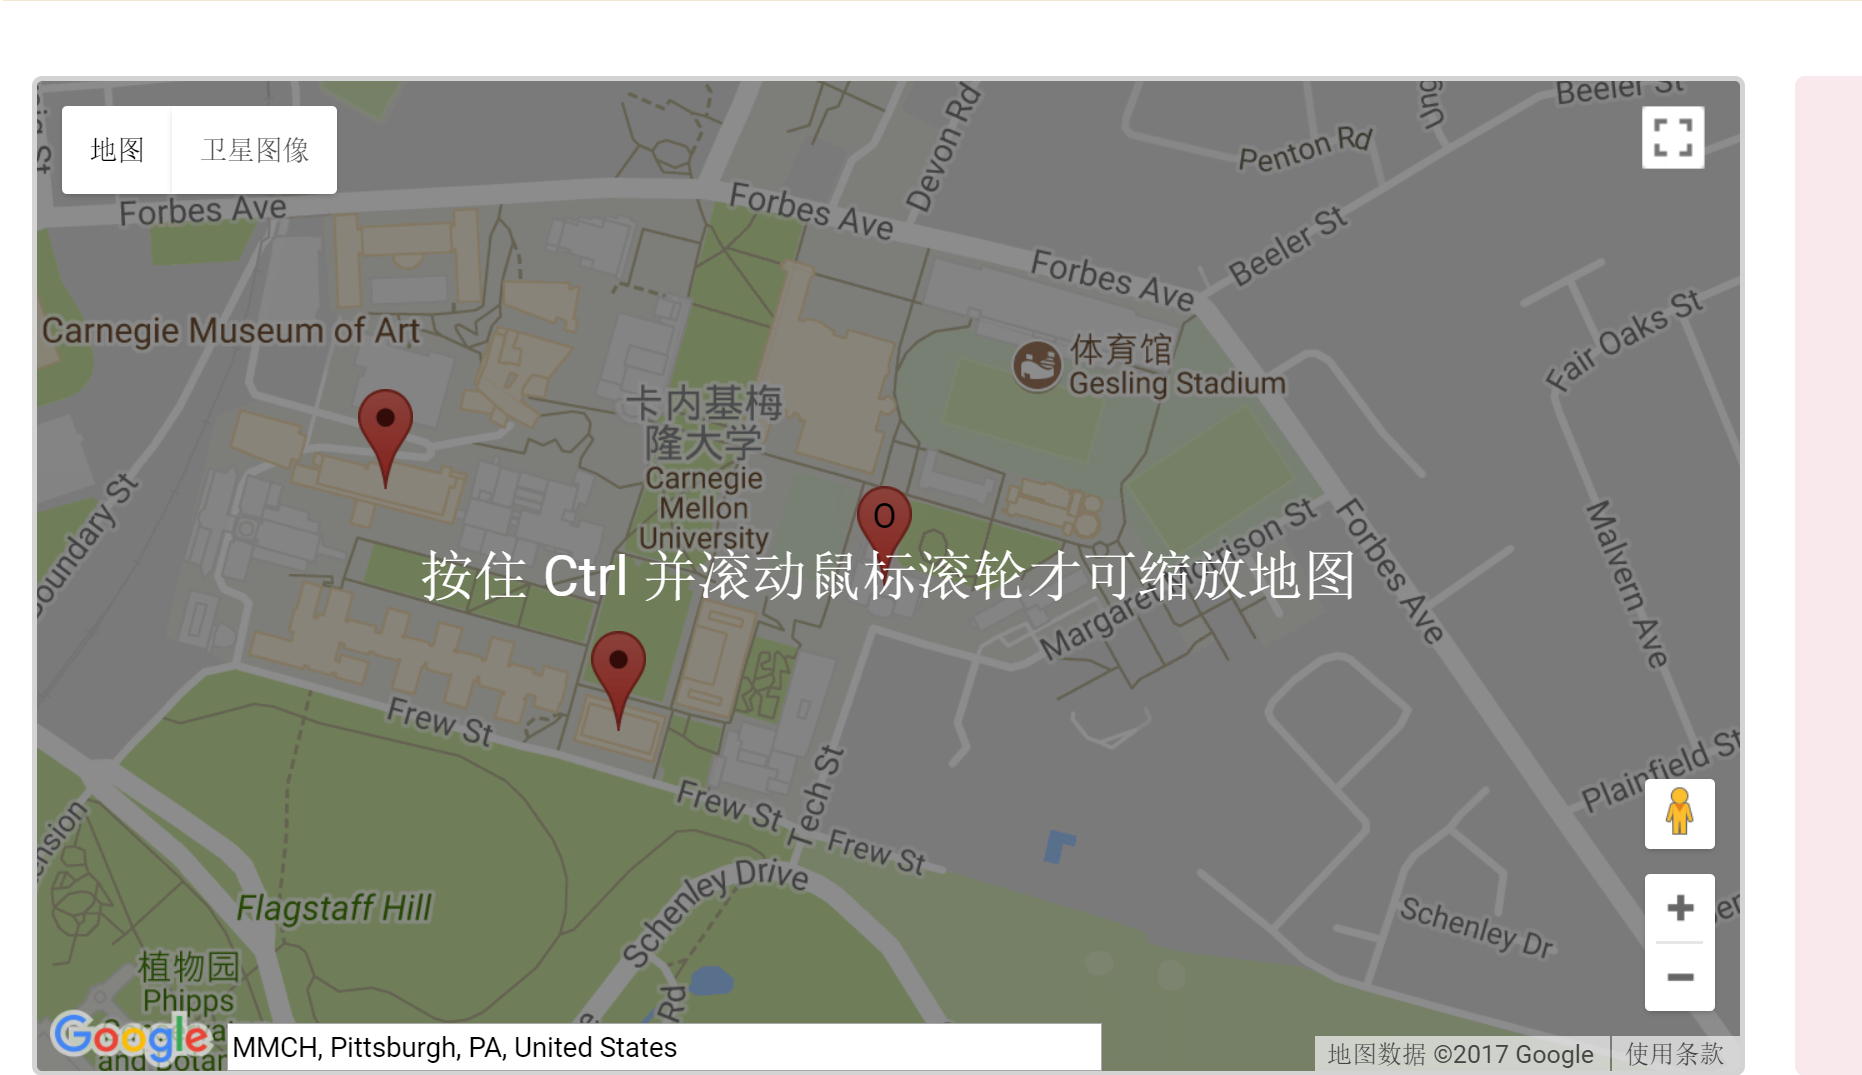 Beeler St
地图
卫星图像
Devon Rd
Penton Rd
Forbes Ave
Forbes Ave
Beeler St
Forbes Ave
Carnegie Museum of Art
体育馆
Gesling Stadium
Fair Oaks St
卡内基梅
隆大学
Carnegie
Mellon
University
O
按住 Ctrl 并滚动鼠标滚轮才可缩放地图
Forbes Ave
Malvern Ave
Frew St
Frew St
Tech St
Frew St
Plainfield St
Schenley Drive
Flagstaff Hill
Schenley Dr
植物园
Phipps
Rd
Google
MMCH, Pittsburgh, PA, United States
地图数据 ©2017 Google
使用条款